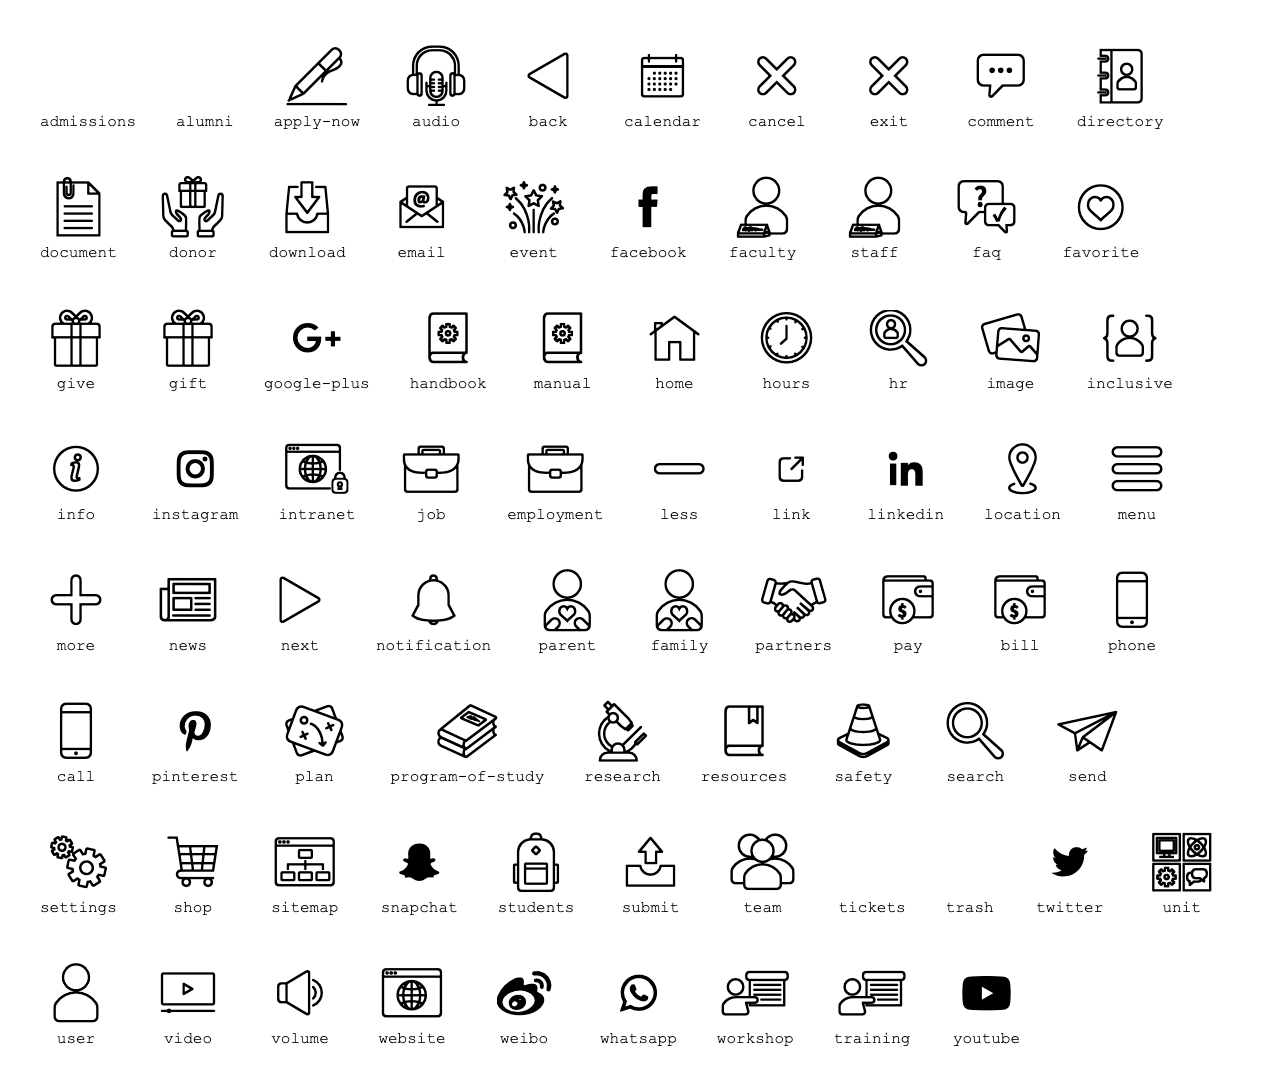 admissions alumni apply-now audio back calendar cancel exit comment directory
document donor download email event facebook faculty staff faq favorite
give gift google-plus handbook manual home hours hr image inclusive
info instagram intranet job employment less link linkedin location menu
more news next notification parent family partners pay bill phone
call pinterest plan program-of-study research resources safety search send
settings shop sitemap snapchat students submit team tickets trash twitter unit
user video volume website weibo whatsapp workshop training youtube